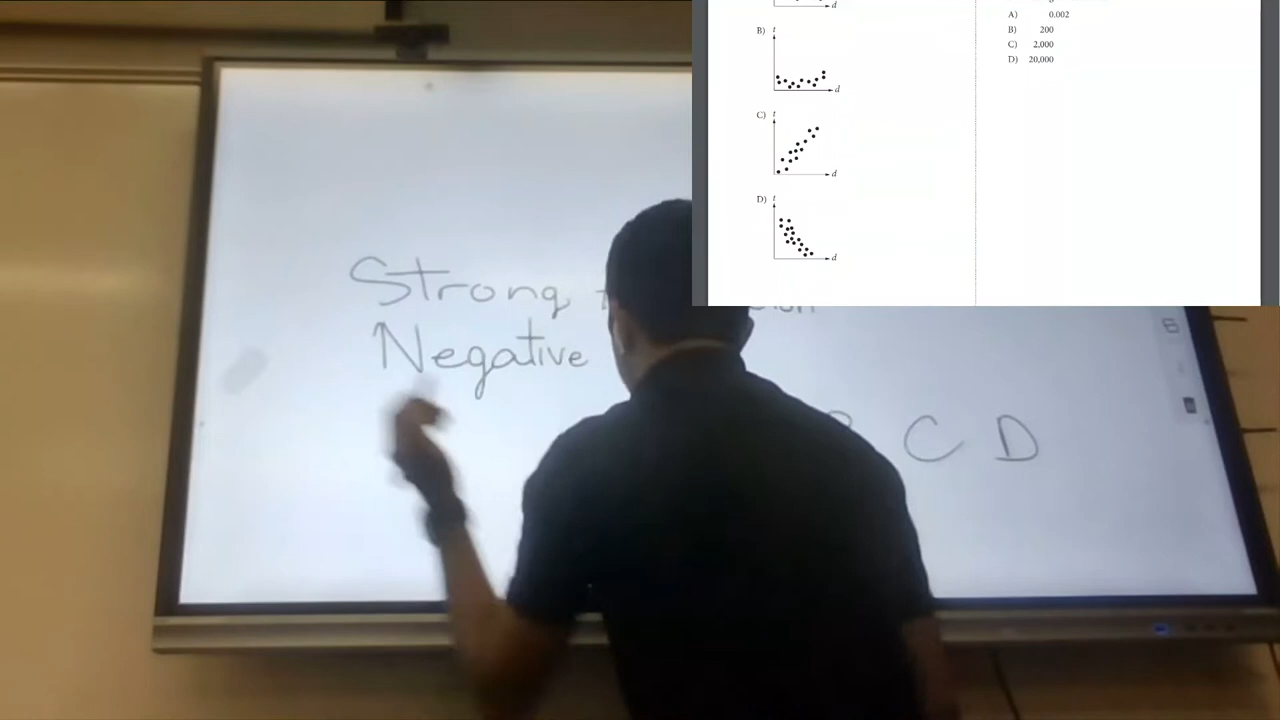 Strong
Negative
C D
B) t
d
C) t
d
D) t
d
A) 0.002
B) 200
C) 2,000
D) 20,000